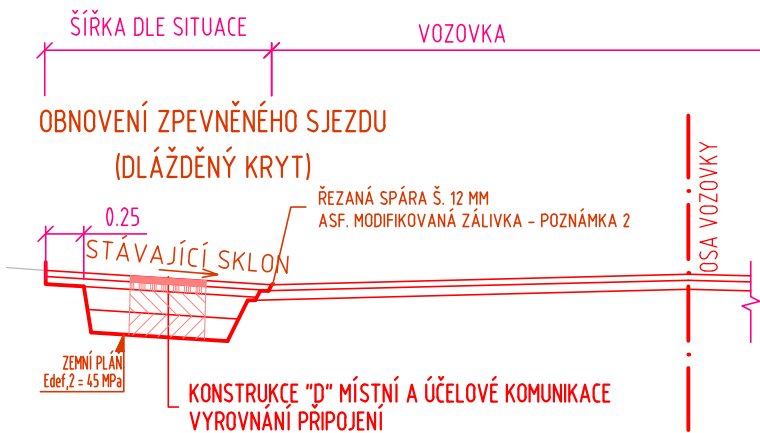 ŠÍŘKA DLE SITUACE
VOZOVKA
OBNOVENÍ ZPEVNĚNÉHO SJEZDU
(DLÁŽDĚNÝ KRYT)
ŘEZANÁ SPÁRA Š. 12 MM
ASF. MODIFIKOVANÁ ZÁLIVKA - POZNÁMKA 2
0.25
STÁVAJÍCÍ SKLON
OSA VOZOVKY
ZEMNÍ PLÁŇ
Edef,2 = 45 MPa
KONSTRUKCE "D" MÍSTNÍ A ÚČELOVÉ KOMUNIKACE
VYROVNÁNÍ PŘIPOJENÍ